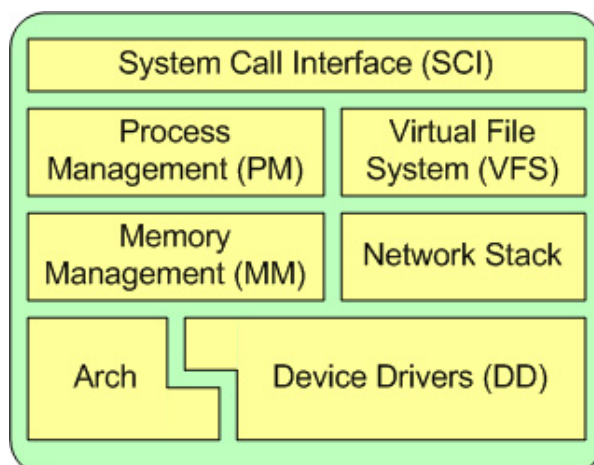 System Call Interface (SCI)
Process
Management (PM)
Virtual File
System (VFS)
Memory
Management (MM)
Network Stack
Arch
Device Drivers (DD)